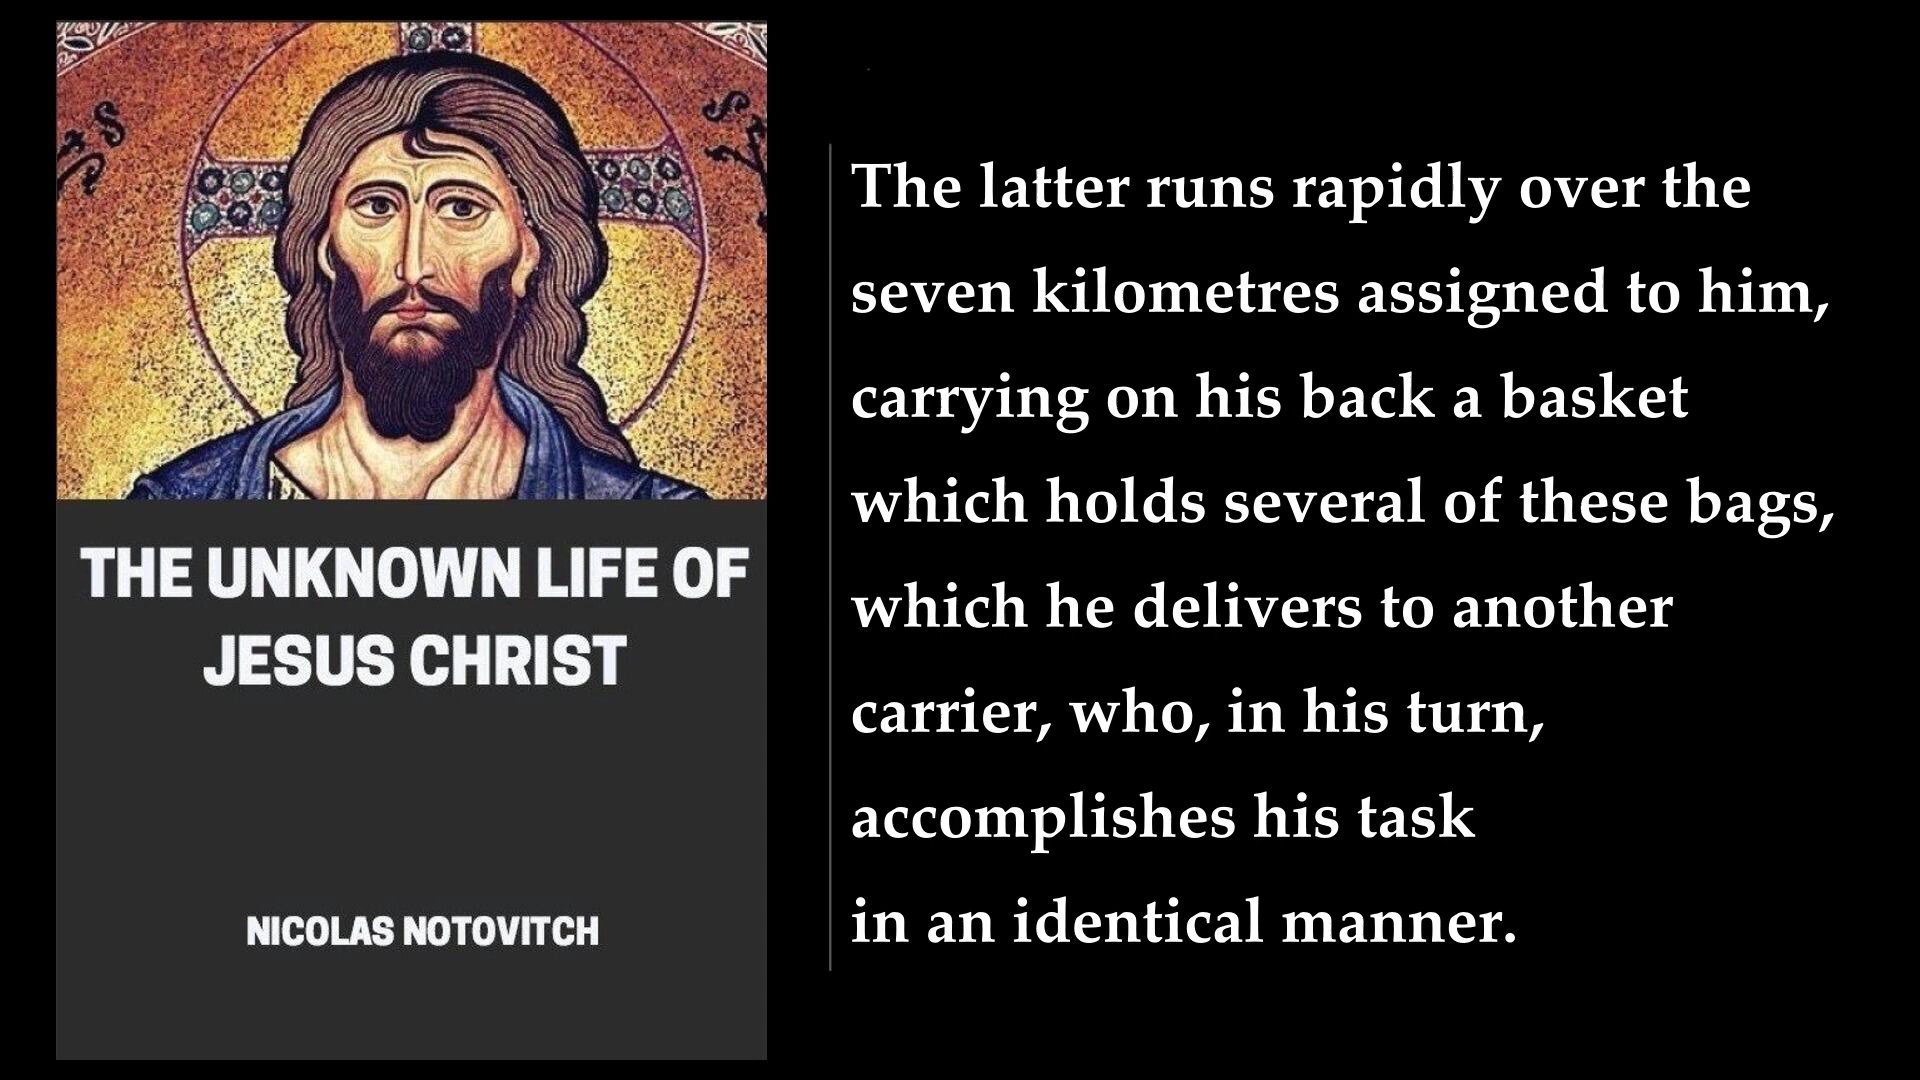 THE UNKNOWN LIFE OF
JESUS CHRIST
NICOLAS NOTOVITCH
The latter runs rapidly over the
seven kilometres assigned to him,
carrying on his back a basket
which holds several of these bags,
which he delivers to another
carrier, who, in his turn,
accomplishes his task
in an identical manner.